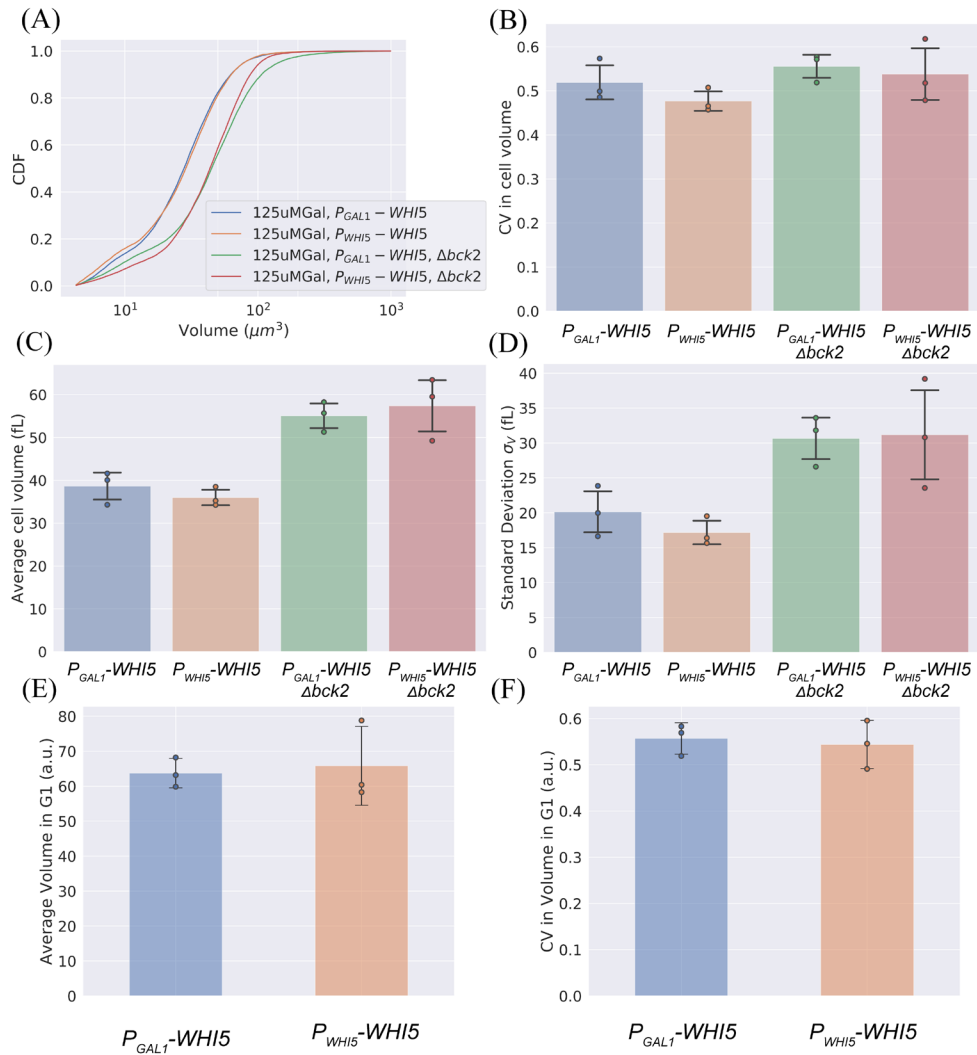 (A)
CDF
1.0
0.8
0.6
0.4
0.2
0.0
125uMGal, P_GAL1 − WHI5
125uMGal, P_WHI5 − WHI5
125uMGal, P_GAL1 − WHI5, Δbck2
125uMGal, P_WHI5 − WHI5, Δbck2
10^1 10^2 10^3
Volume (μm^3)
(B)
CV in cell volume
0.6
0.5
0.4
0.3
0.2
0.1
0.0
P_GAL1-WHI5 P_WHI5-WHI5 P_GAL1-WHI5 P_WHI5-WHI5
Δbck2 Δbck2
(C)
Average cell volume (fL)
60
50
40
30
20
10
0
P_GAL1-WHI5 P_WHI5-WHI5 P_GAL1-WHI5 P_WHI5-WHI5
Δbck2 Δbck2
(D)
Standard Deviation σ_V (fL)
40
35
30
25
20
15
10
5
0
P_GAL1-WHI5 P_WHI5-WHI5 P_GAL1-WHI5 P_WHI5-WHI5
Δbck2 Δbck2
(E)
Average Volume in G1 (a.u.)
80
70
60
50
40
30
20
10
0
P_GAL1-WHI5 P_WHI5-WHI5
(F)
CV in Volume in G1 (a.u.)
0.6
0.5
0.4
0.3
0.2
0.1
0.0
P_GAL1-WHI5 P_WHI5-WHI5